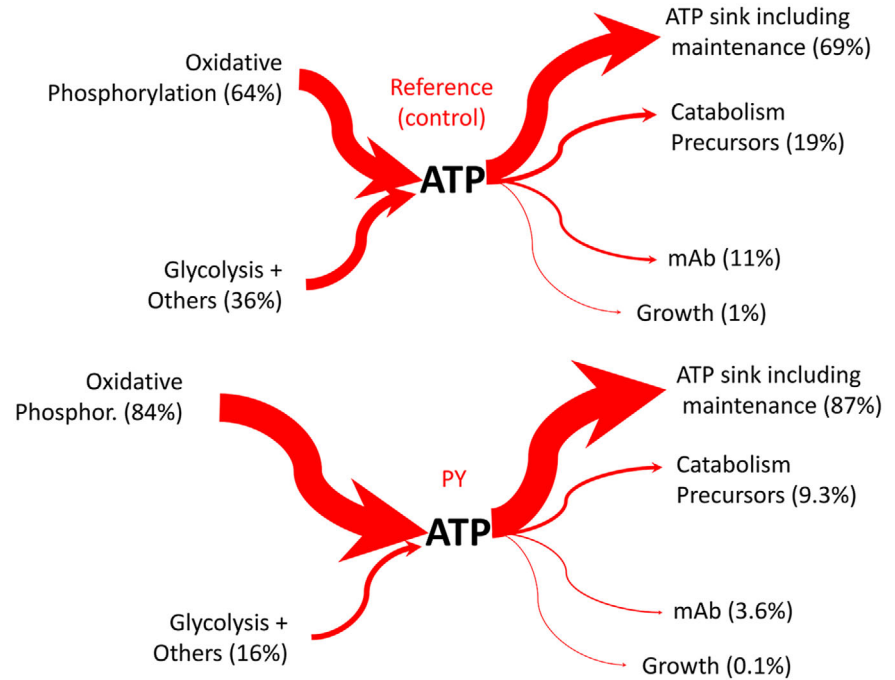 ATP sink including
maintenance (69%)
Oxidative
Phosphorylation (64%)
Reference
(control)
Catabolism
Precursors (19%)
ATP
mAb (11%)
Glycolysis +
Others (36%)
Growth (1%)
ATP sink including
maintenance (87%)
Oxidative
Phosphor. (84%)
PY
Catabolism
Precursors (9.3%)
ATP
mAb (3.6%)
Glycolysis +
Others (16%)
Growth (0.1%)